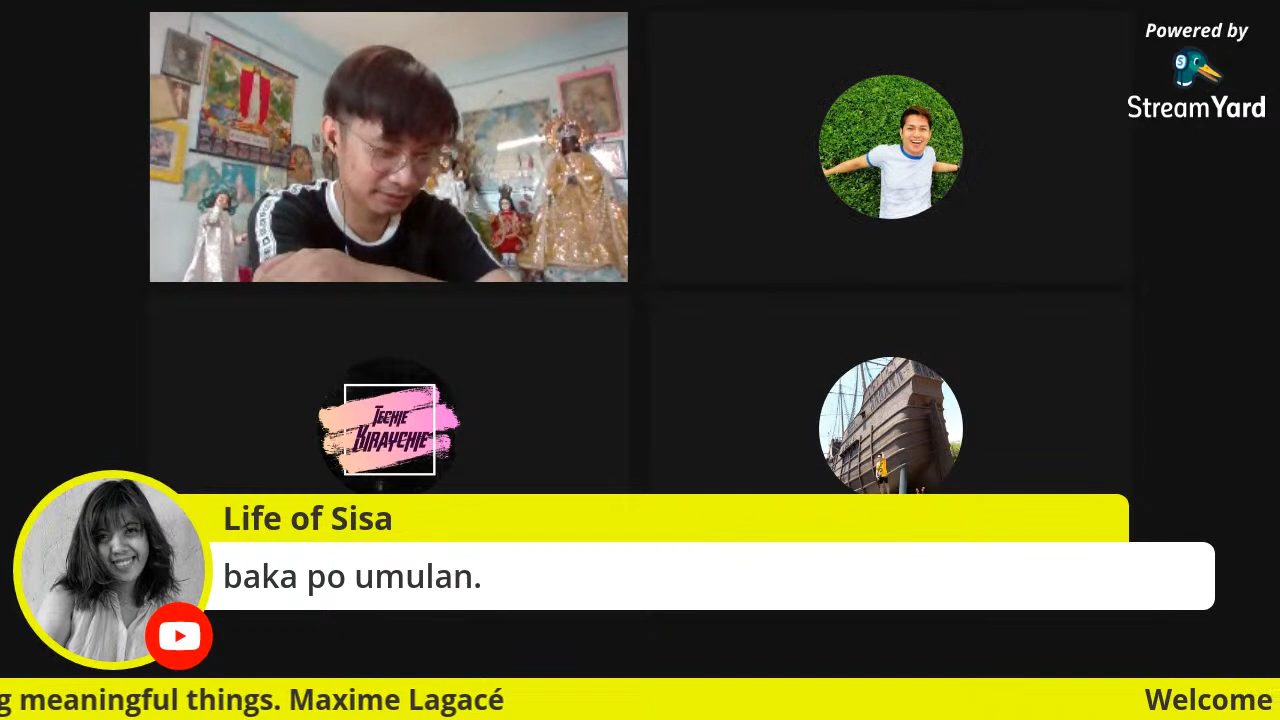 Powered by
StreamYard
TECHIE
KIRAYCHIE
Life of Sisa
baka po umulan.
g meaningful things. Maxime Lagacé
Welcome